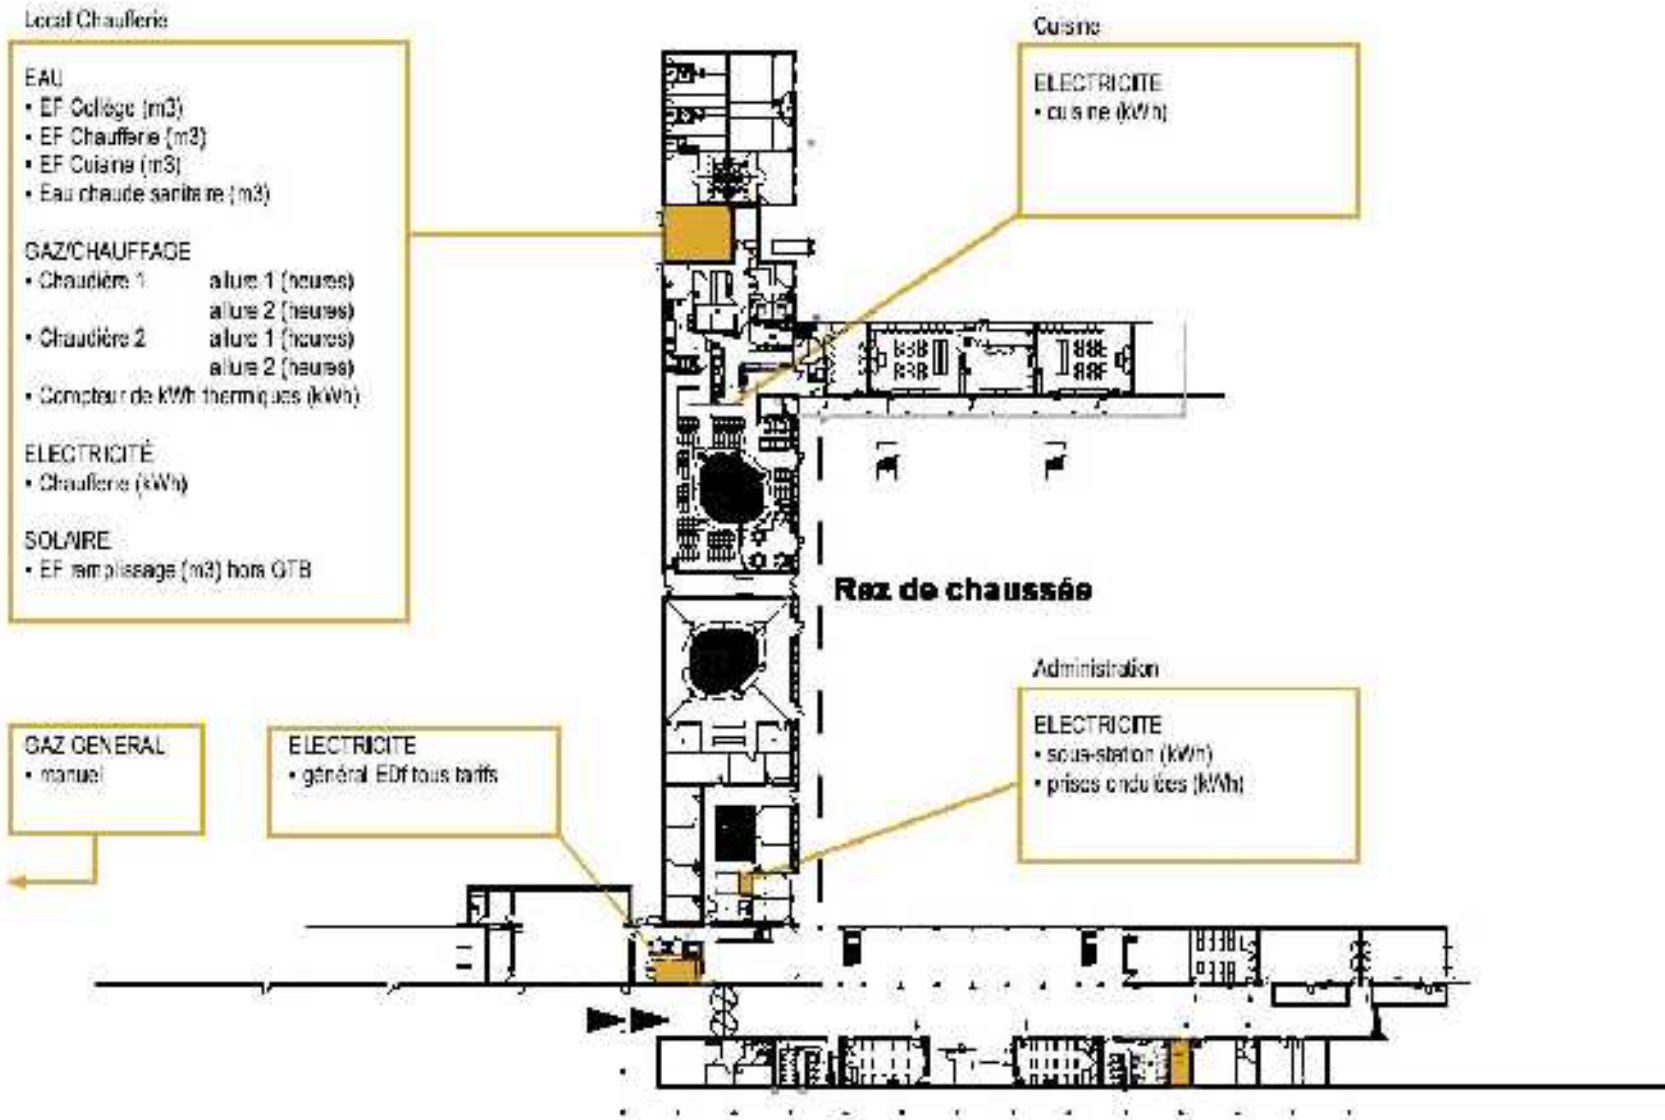 Local Chaufferie
EAU
• EF Collège (m3)
• EF Chaufferie (m3)
• EF Cuisine (m3)
• Eau chaude sanitaire (m3)
GAZ/CHAUFFAGE
• Chaudière 1 allure 1 (heures)
allure 2 (heures)
• Chaudière 2 allure 1 (heures)
allure 2 (heures)
• Compteur de kWh thermiques (kWh)
ELECTRICITÉ
• Chaufferie (kWh)
SOLAIRE
• EF remplissage (m3) hors GTB
Cuisine
ELECTRICITE
• cuisine (kWh)
Rez de chaussée
Administration
ELECTRICITE
• sous-station (kWh)
• prises ondulées (kWh)
GAZ GENERAL
• manuel
ELECTRICITE
• général EDf tous tarifs